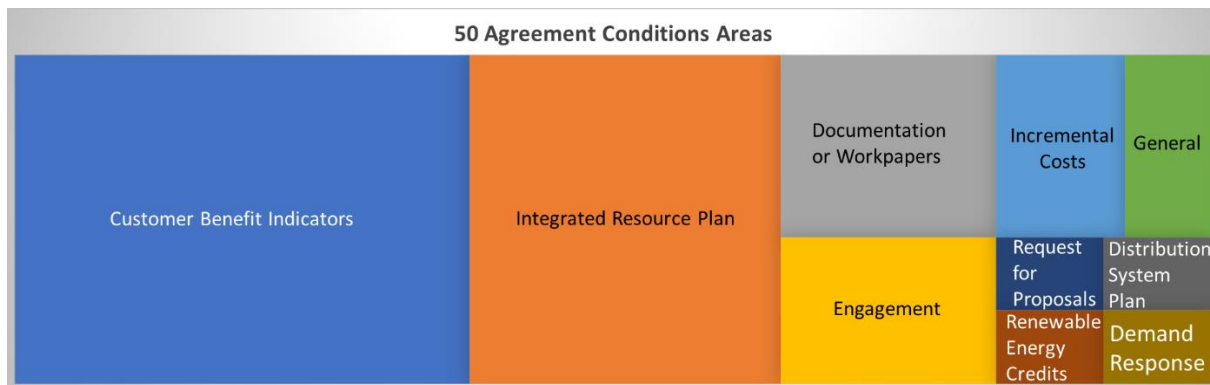 50 Agreement Conditions Areas
Customer Benefit Indicators
Integrated Resource Plan
Documentation
or Workpapers
Engagement
Incremental
Costs
General
Request
for
Proposals
Distribution
System
Plan
Renewable
Energy
Credits
Demand
Response